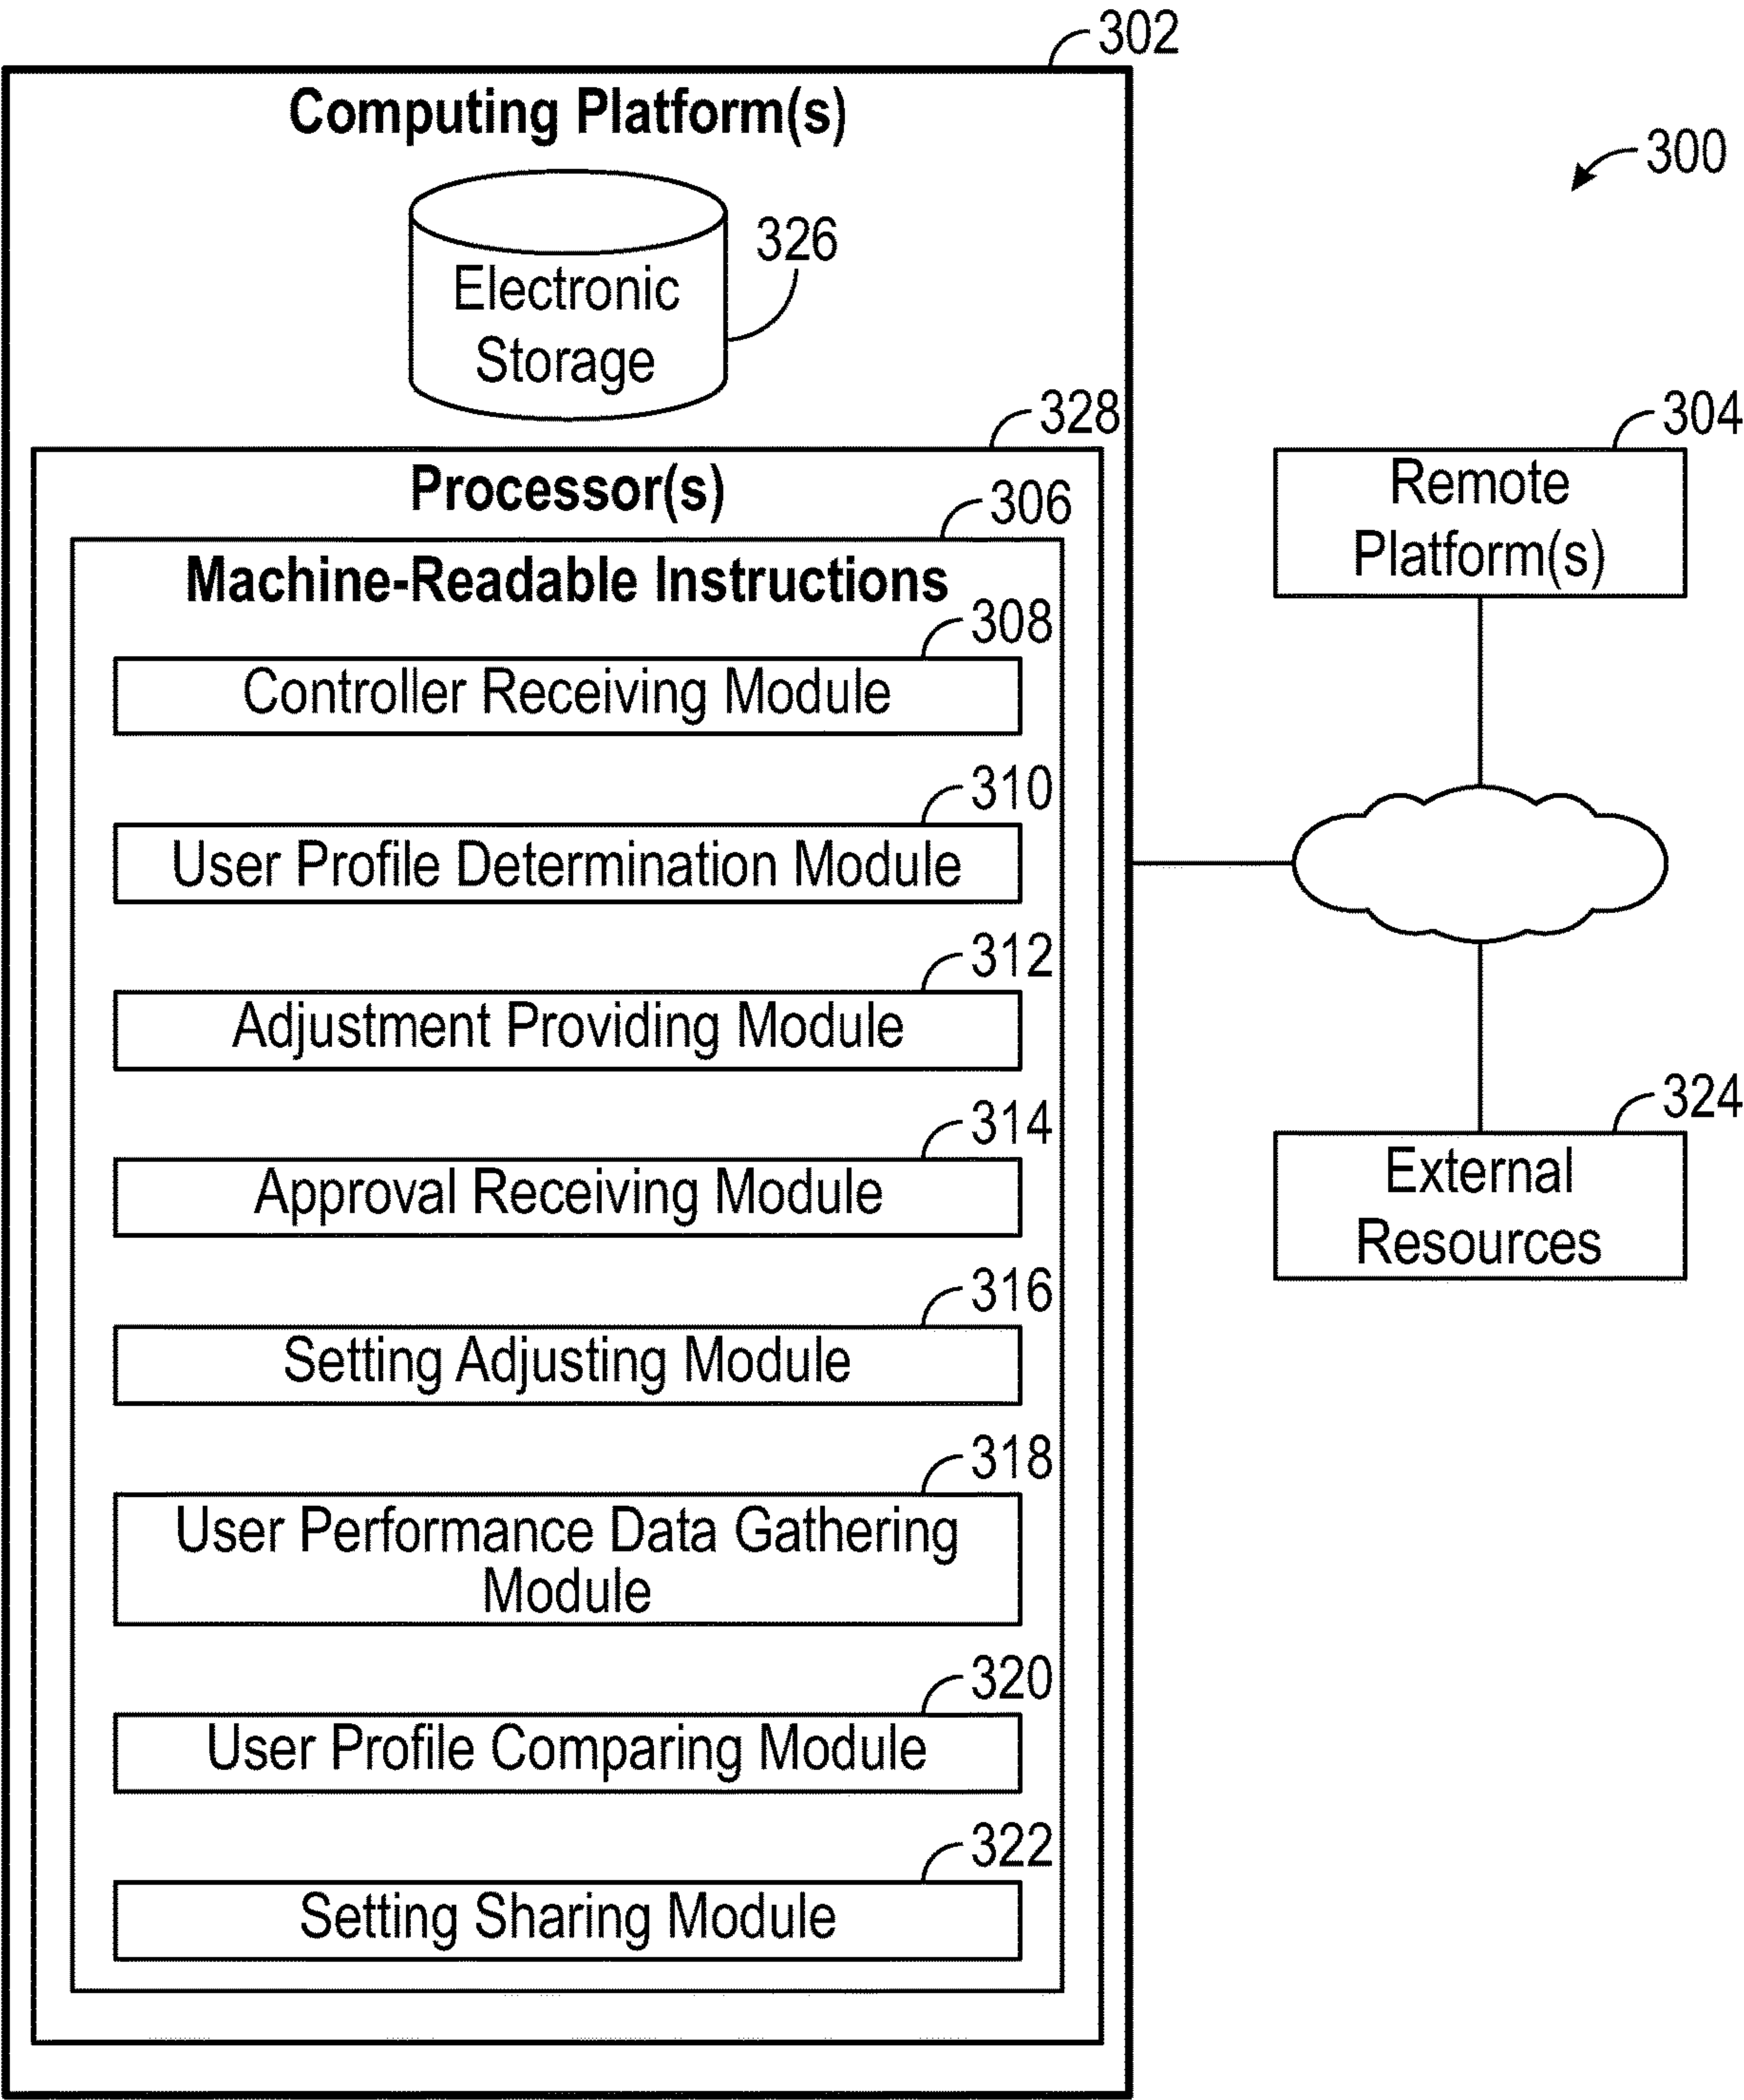 302
Computing Platform(s)
300
326
Electronic
Storage
328
304
Processor(s)
Remote
Platform(s)
306
Machine-Readable Instructions
308
Controller Receiving Module
310
User Profile Determination Module
312
Adjustment Providing Module
314
Approval Receiving Module
324
External
Resources
316
Setting Adjusting Module
318
User Performance Data Gathering
Module
320
User Profile Comparing Module
322
Setting Sharing Module